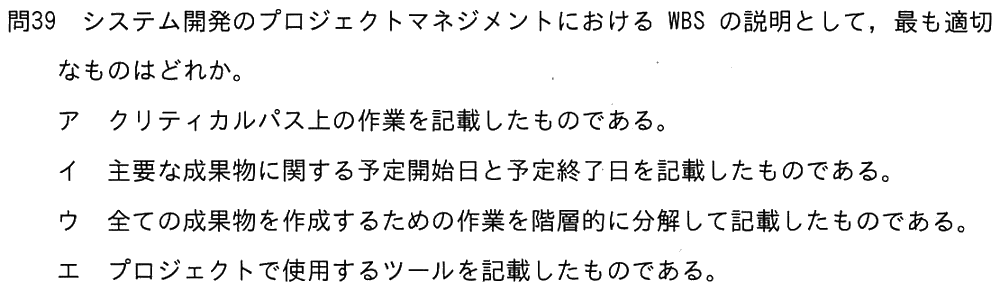 問39 システム開発のプロジェクトマネジメントにおける WBS の説明として，最も適切
なものはどれか。
ア クリティカルパス上の作業を記載したものである。
イ 主要な成果物に関する予定開始日と予定終了日を記載したものである。
ウ 全ての成果物を作成するための作業を階層的に分解して記載したものである。
エ プロジェクトで使用するツールを記載したものである。